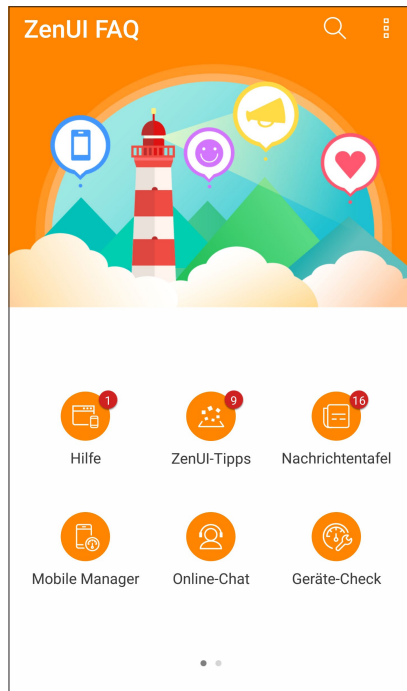 ZenUI FAQ
1
9
16
Hilfe
ZenUI-Tipps
Nachrichtentafel
Mobile Manager
Online-Chat
Geräte-Check